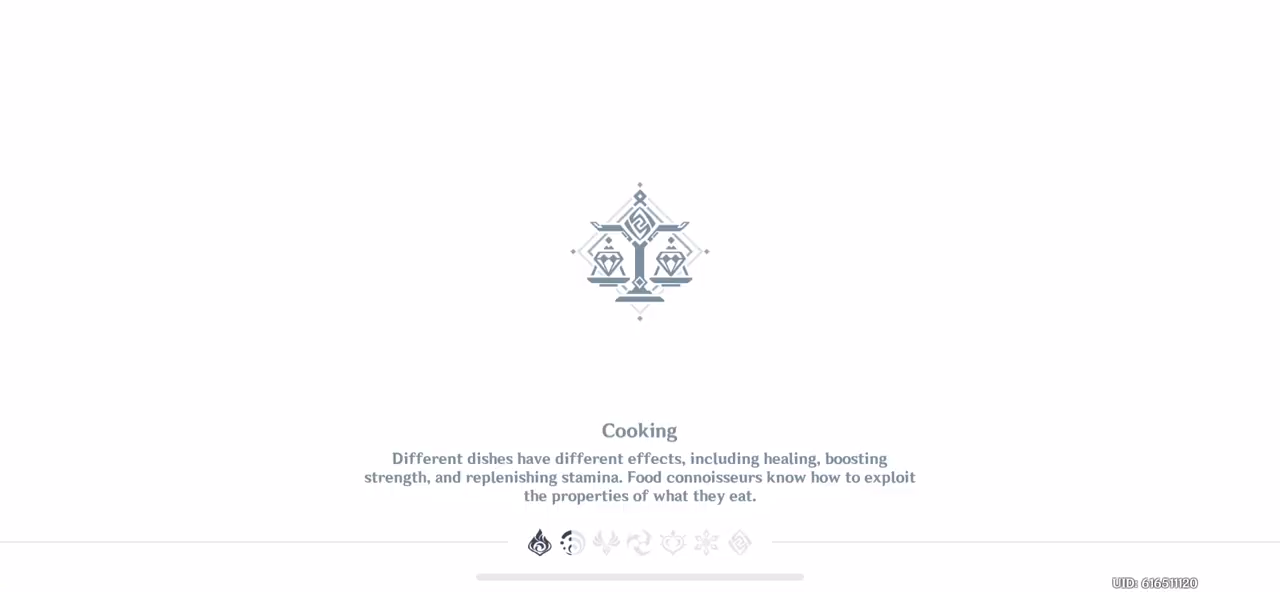 Cooking
Different dishes have different effects, including healing, boosting
strength, and replenishing stamina. Food connoisseurs know how to exploit
the properties of what they eat.
UID: 616511120